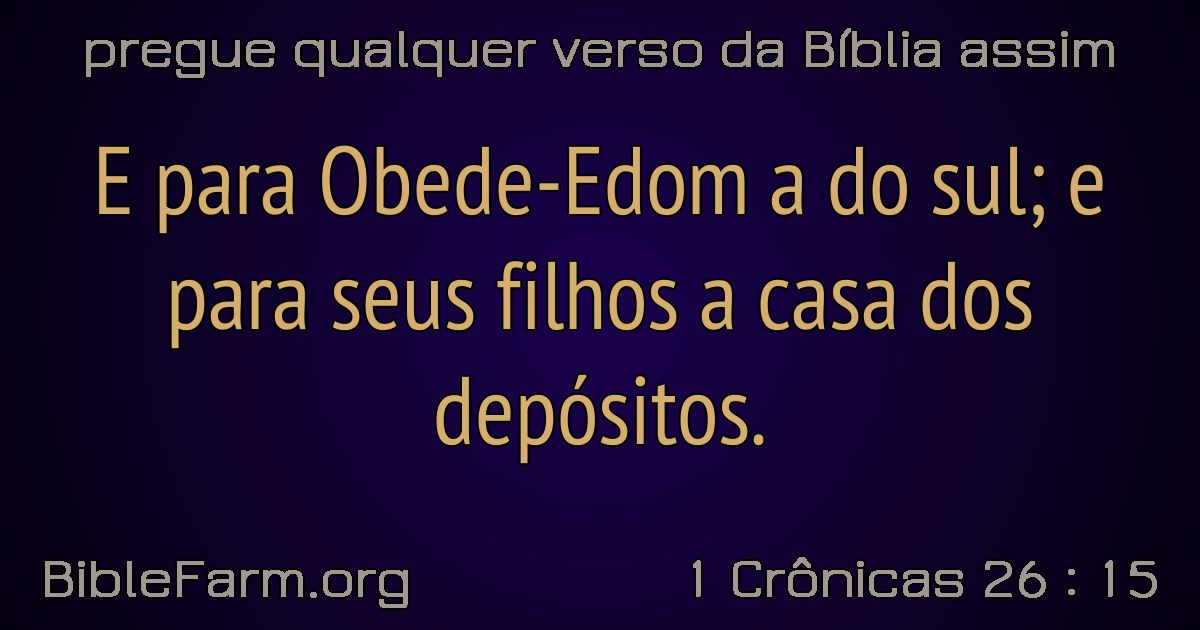 pregue qualquer verso da Bíblia assim
E para Obede-Edom a do sul; e
para seus filhos a casa dos
depósitos.
BibleFarm.org
1 Crônicas 26 : 15